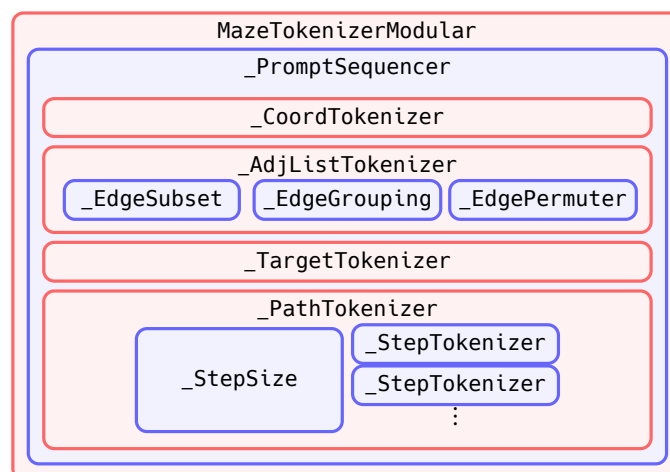 MazeTokenizerModular
_PromptSequencer
_CoordTokenizer
_AdjListTokenizer
_EdgeSubset _EdgeGrouping _EdgePermuter
_TargetTokenizer
_PathTokenizer
_StepSize
_StepTokenizer
_StepTokenizer
⋮